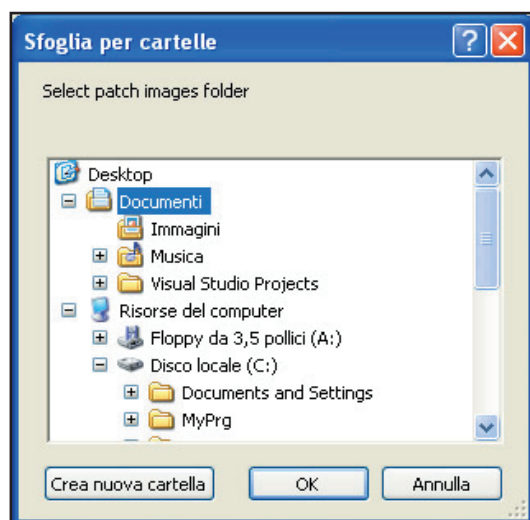 Sfoglia per cartelle
?
Select patch images folder
Desktop
Documenti
Immagini
Musica
Visual Studio Projects
Risorse del computer
Floppy da 3,5 pollici (A:)
Disco locale (C:)
Documents and Settings
MyPrg
Crea nuova cartella OK Annulla